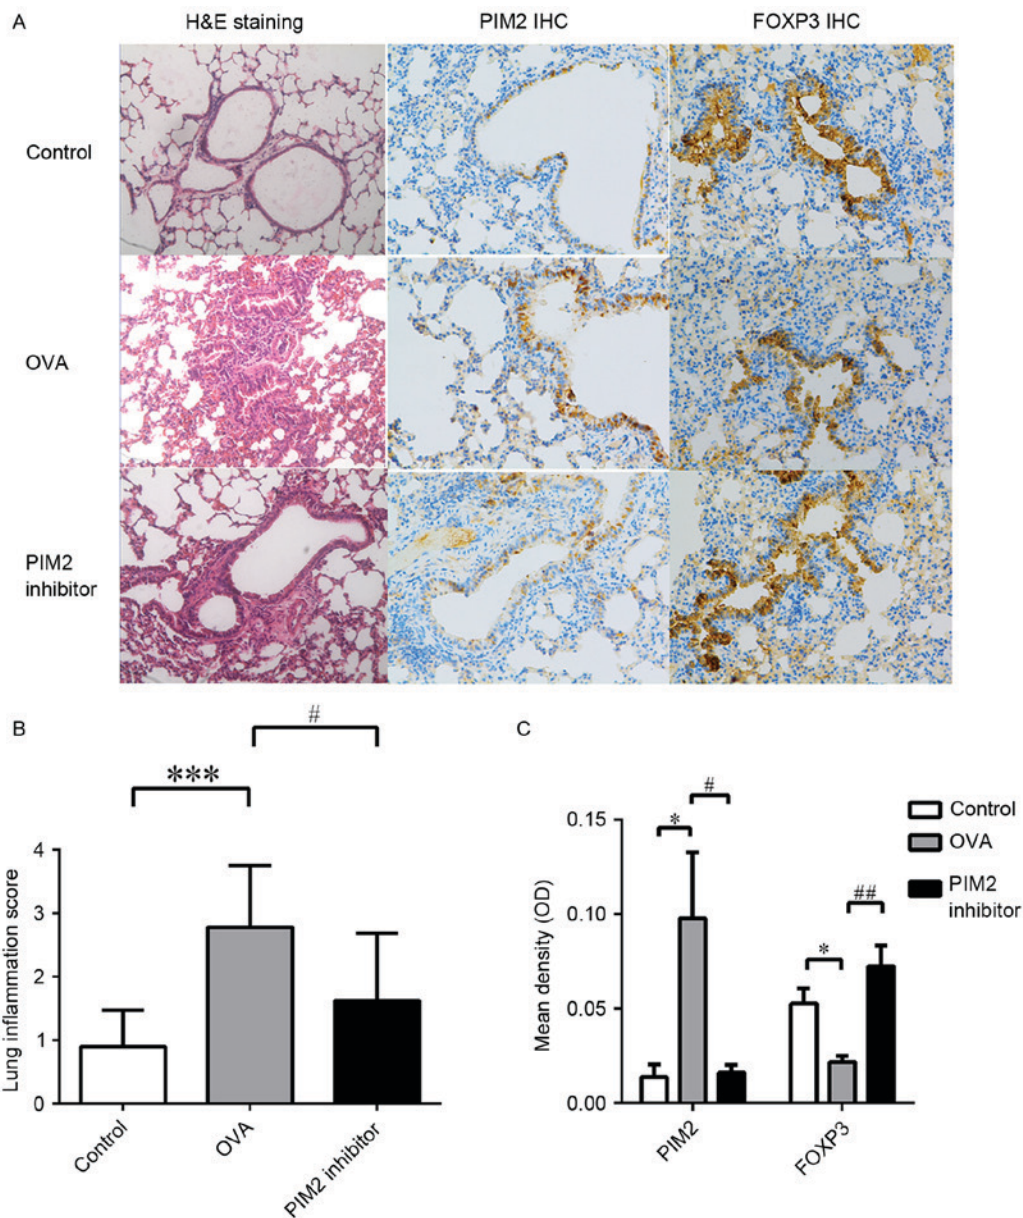 A
H&E staining
PIM2 IHC
FOXP3 IHC
Control
OVA
PIM2
inhibitor
B
#
***
Lung inflammation score
4
3
2
1
0
Control
OVA
PIM2 inhibitor
C
Mean density (OD)
0.15
0.10
0.05
0.00
*
#
*
##
PIM2
FOXP3
Control
OVA
PIM2
inhibitor